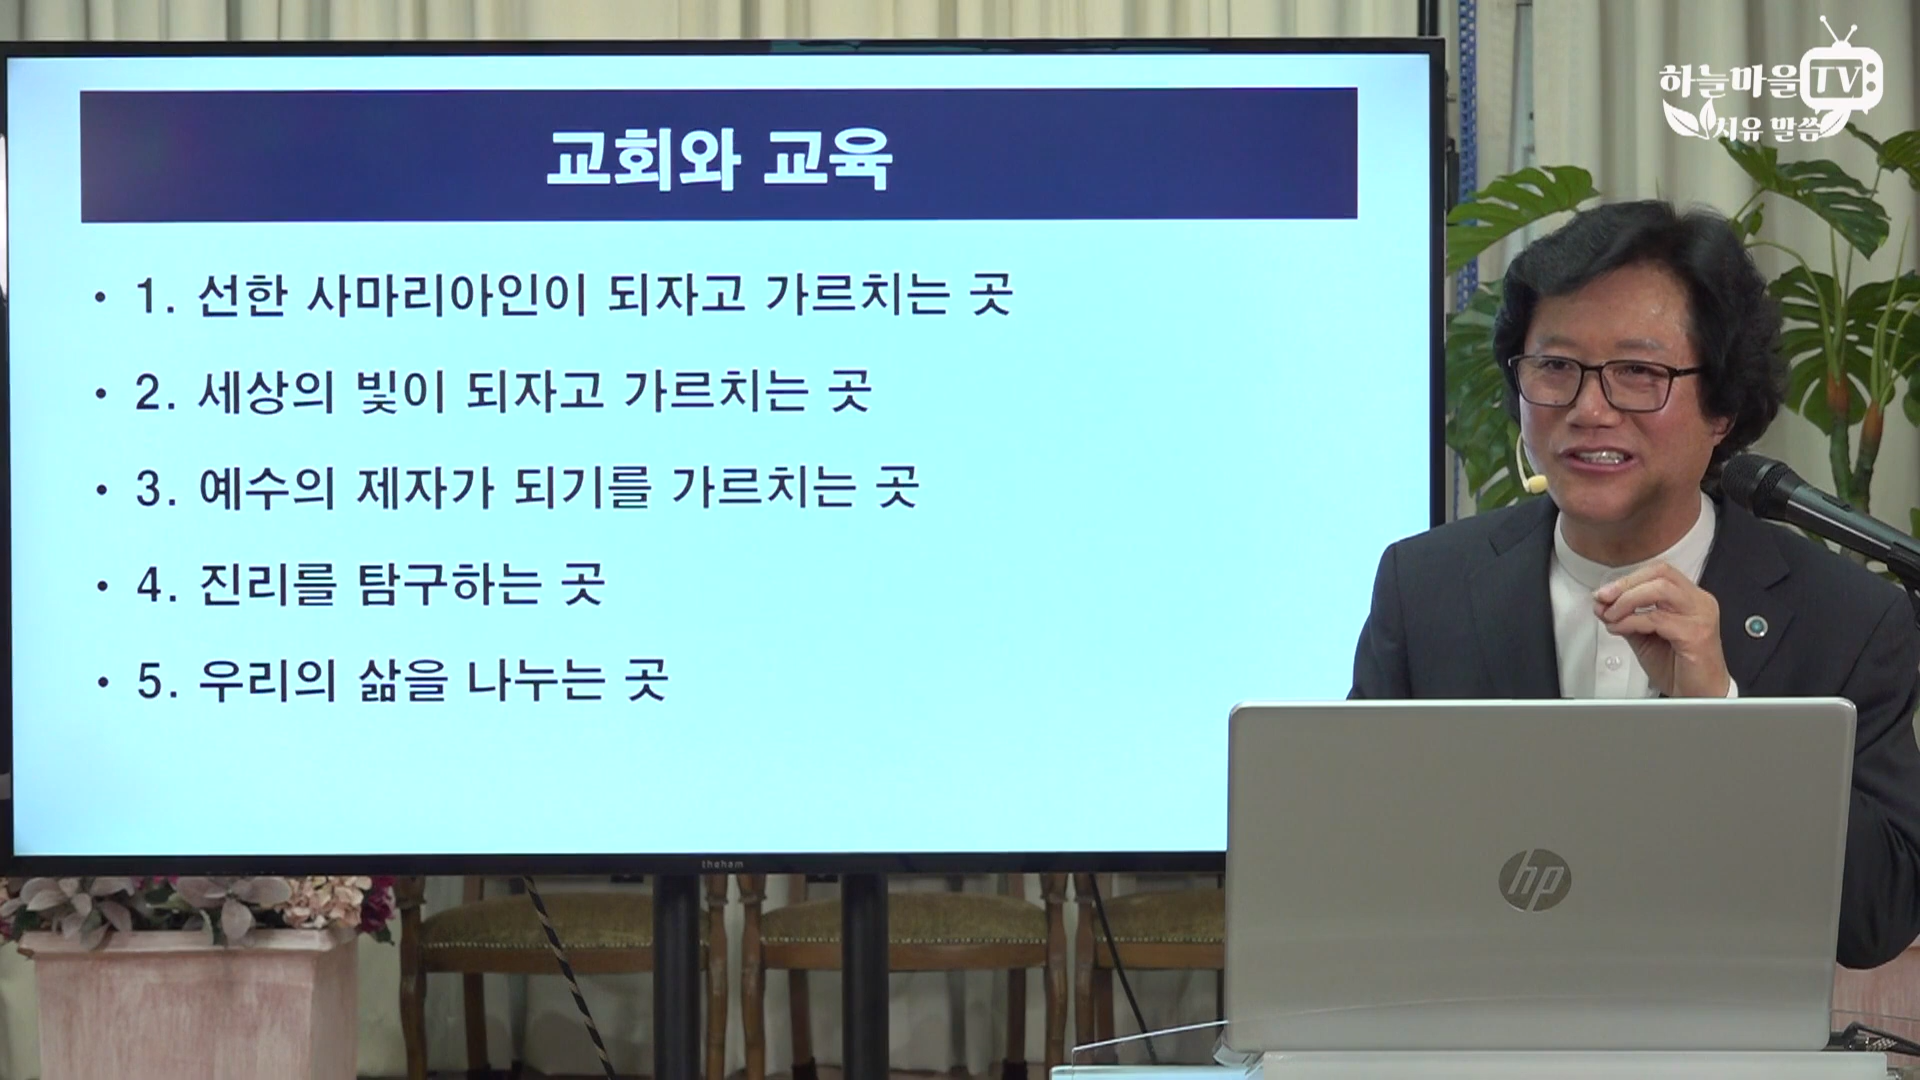 하늘마을 TV
치유 말씀
교회와 교육
• 1. 선한 사마리아인이 되자고 가르치는 곳
• 2. 세상의 빛이 되자고 가르치는 곳
• 3. 예수의 제자가 되기를 가르치는 곳
• 4. 진리를 탐구하는 곳
• 5. 우리의 삶을 나누는 곳
theham
hp